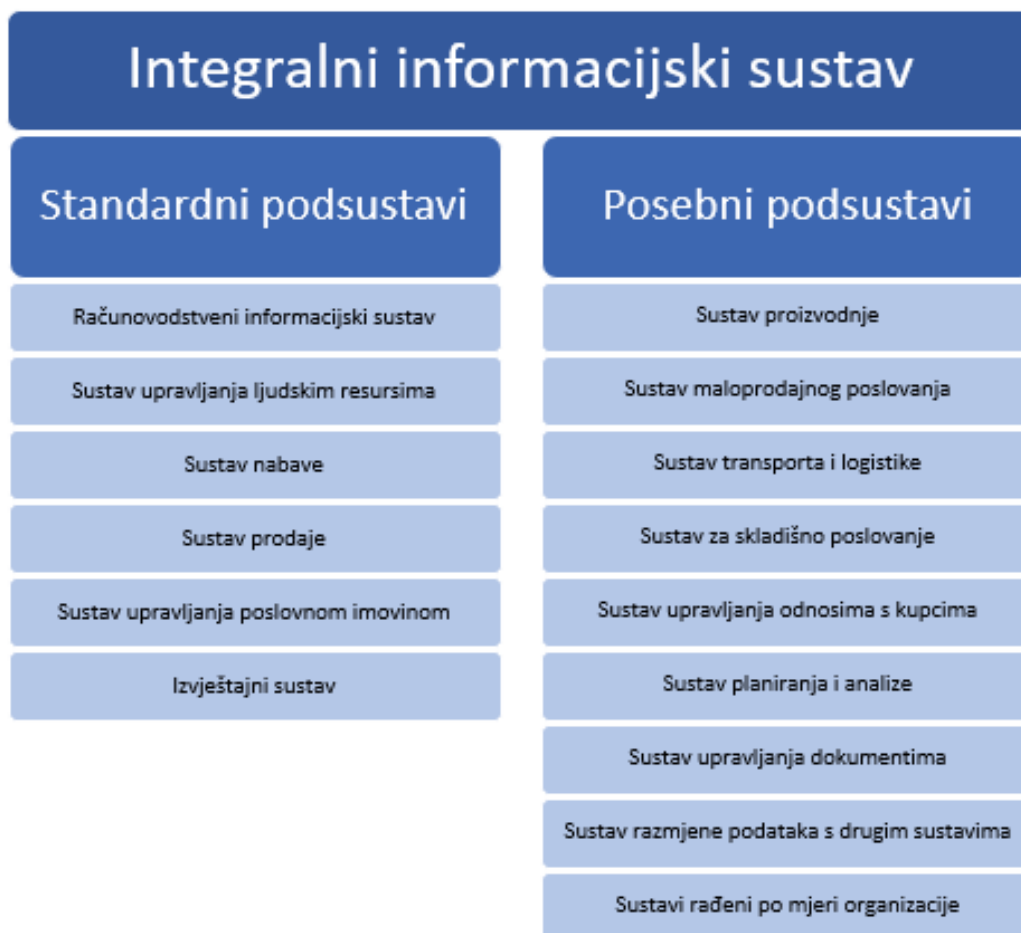 Integralni informacijski sustav
Standardni podsustavi
Računovodstveni informacijski sustav
Sustav upravljanja ljudskim resursima
Sustav nabave
Sustav prodaje
Sustav upravljanja poslovnom imovinom
Izvještajni sustav
Posebni podsustavi
Sustav proizvodnje
Sustav maloprodajnog poslovanja
Sustav transporta i logistike
Sustav za skladišno poslovanje
Sustav upravljanja odnosima s kupcima
Sustav planiranja i analize
Sustav upravljanja dokumentima
Sustav razmjene podataka s drugim sustavima
Sustavi rađeni po mjeri organizacije